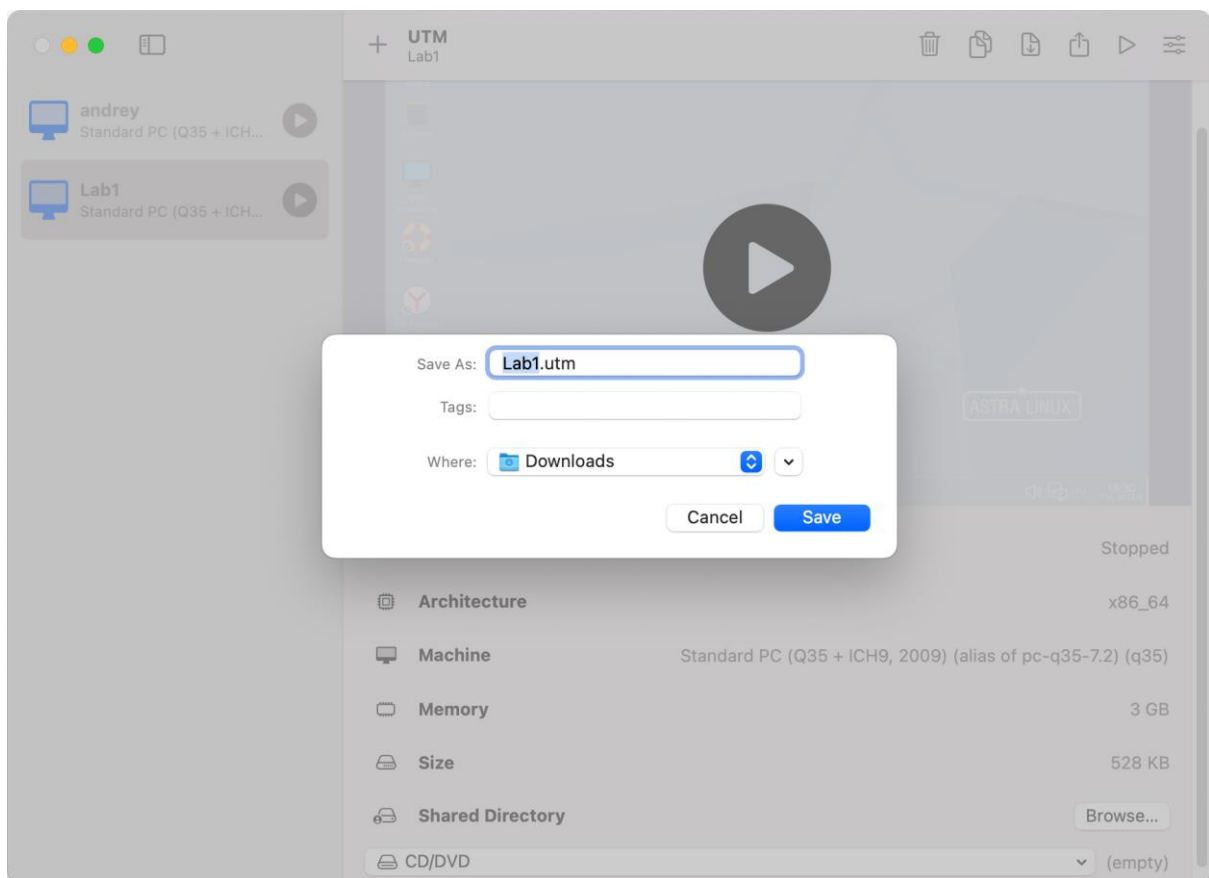 UTM
Lab1
andrey
Standard PC (Q35 + ICH...
Lab1
Standard PC (Q35 + ICH...
Save As: Lab1.utm
Tags:
Where: Downloads
Cancel Save
ASTRA LINUX
Stopped
Architecture x86_64
Machine Standard PC (Q35 + ICH9, 2009) (alias of pc-q35-7.2) (q35)
Memory 3 GB
Size 528 KB
Shared Directory Browse...
CD/DVD (empty)